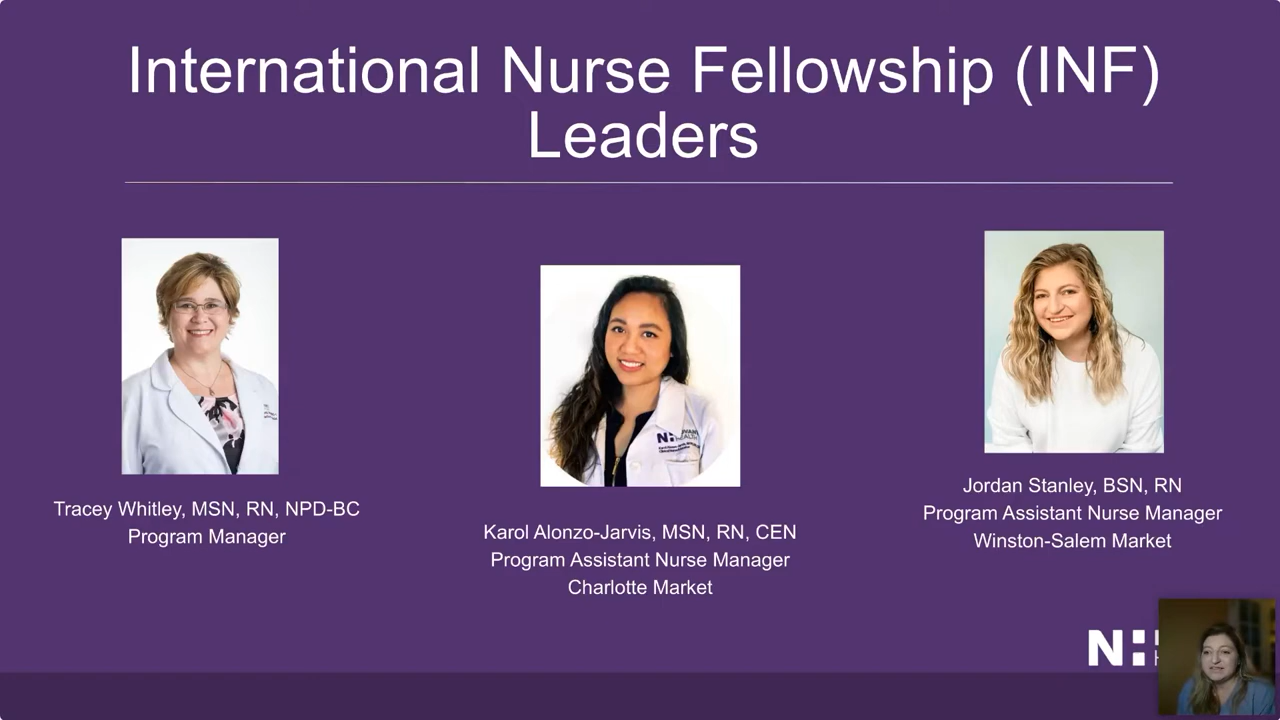 International Nurse Fellowship (INF)
Leaders
Tracey Whitley, MSN, RN, NPD-BC
Program Manager
Karol Alonzo-Jarvis, MSN, RN, CEN
Program Assistant Nurse Manager
Charlotte Market
Jordan Stanley, BSN, RN
Program Assistant Nurse Manager
Winston-Salem Market